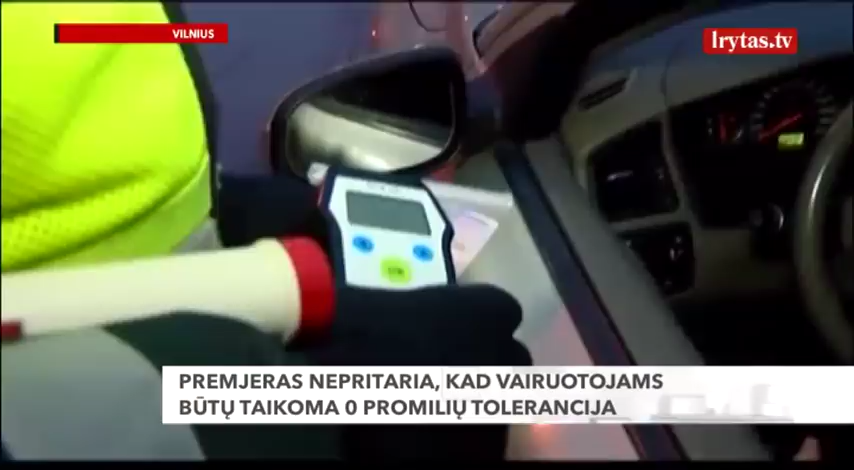 VILNIUS
lrytas.tv
PREMJERAS NEPRITARIA, KAD VAIRUOTOJAMS
BŪTŲ TAIKOMA 0 PROMILIŲ TOLERANCIJA